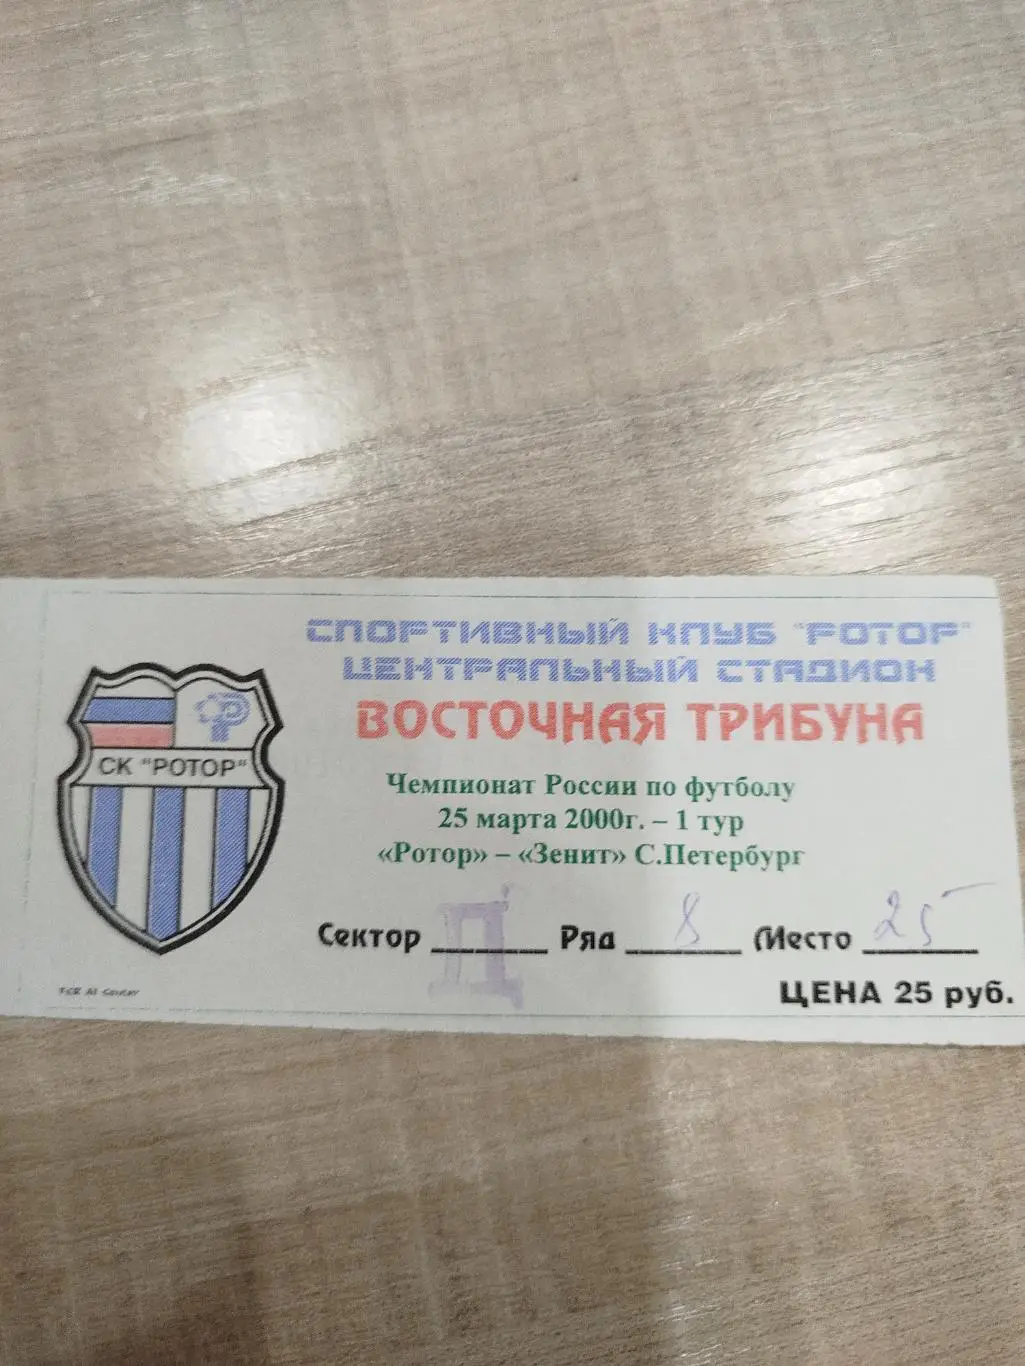 СПОРТИВНЫЙ КЛУБ "РОТОР"
ЦЕНТРАЛЬНЫЙ СТАДИОН
ВОСТОЧНАЯ ТРИБУНА
СК "РОТОР"
Чемпионат России по футболу
25 марта 2000г. – 1 тур
«Ротор» – «Зенит» С.Петербург
Сектор Д Ряд 8 Место 25
ЦЕНА 25 руб.